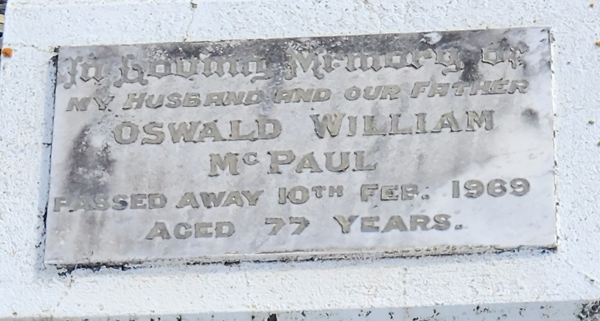 In Loving Memory of
MY HUSBAND AND OUR FATHER
OSWALD WILLIAM
MCPAUL
PASSED AWAY 10TH FEB. 1969
AGED 77 YEARS.